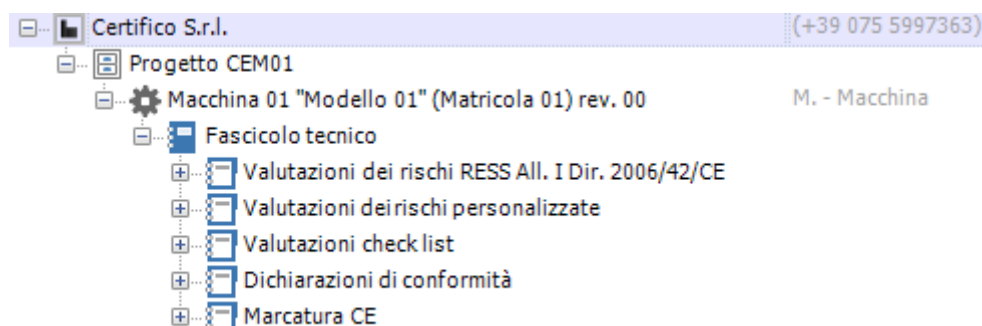 Certifico S.r.l. (+39 075 5997363)
Progetto CEM01
Macchina 01 "Modello 01" (Matricola 01) rev. 00 M. - Macchina
Fascicolo tecnico
Valutazioni dei rischi RESS All. I Dir. 2006/42/CE
Valutazioni dei rischi personalizzate
Valutazioni check list
Dichiarazioni di conformità
Marcatura CE